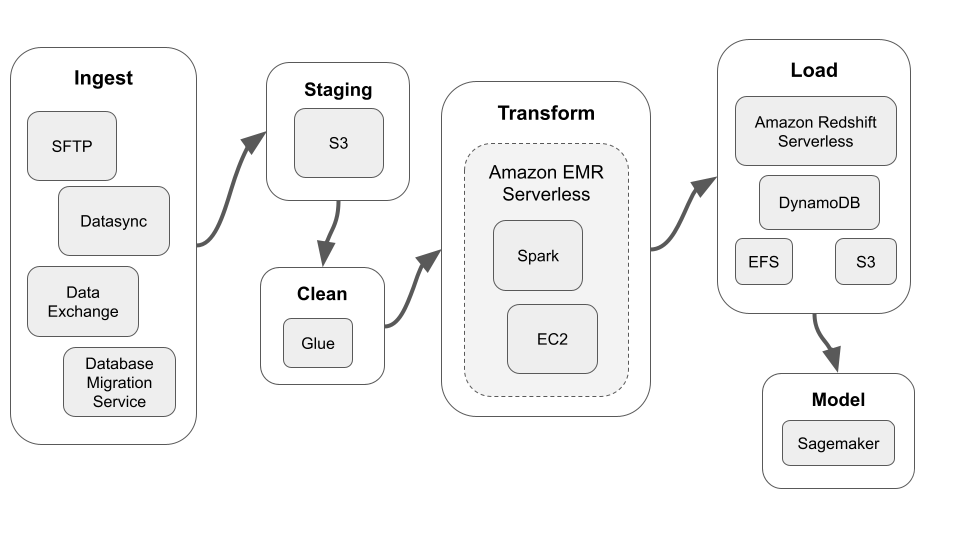 Ingest
SFTP
Datasync
Data
Exchange
Database
Migration
Service
Staging
S3
Clean
Glue
Transform
Amazon EMR
Serverless
Spark
EC2
Load
Amazon Redshift
Serverless
DynamoDB
EFS
S3
Model
Sagemaker